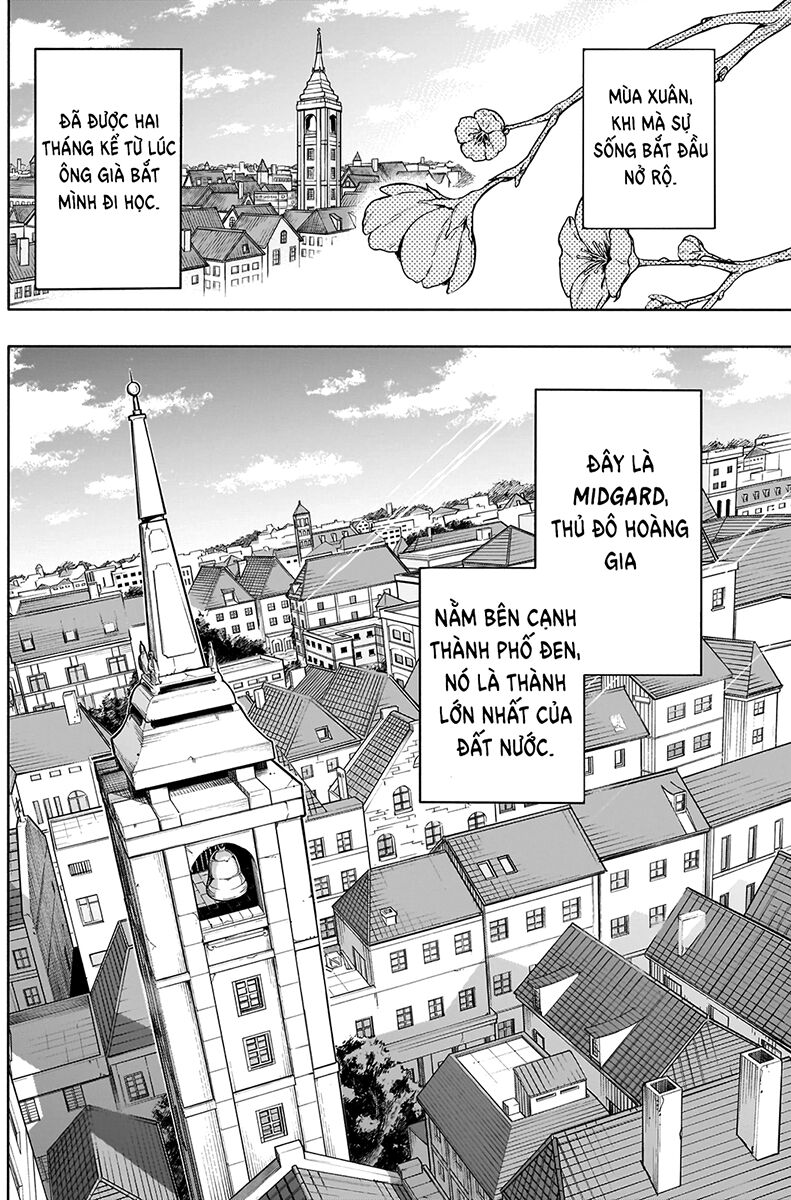 MÙA XUÂN,
KHI MÀ SỰ
SỐNG BẮT ĐẦU
NỞ RỘ.
ĐÃ ĐƯỢC HAI
THÁNG KỂ TỪ LÚC
ÔNG GIÀ BẮT
MÌNH ĐI HỌC.
ĐÂY LÀ
MIDGARD,
THỦ ĐÔ HOÀNG
GIA
NẰM BÊN CẠNH
THÀNH PHỐ ĐEN,
NÓ LÀ THÀNH
LỚN NHẤT CỦA
ĐẤT NƯỚC.